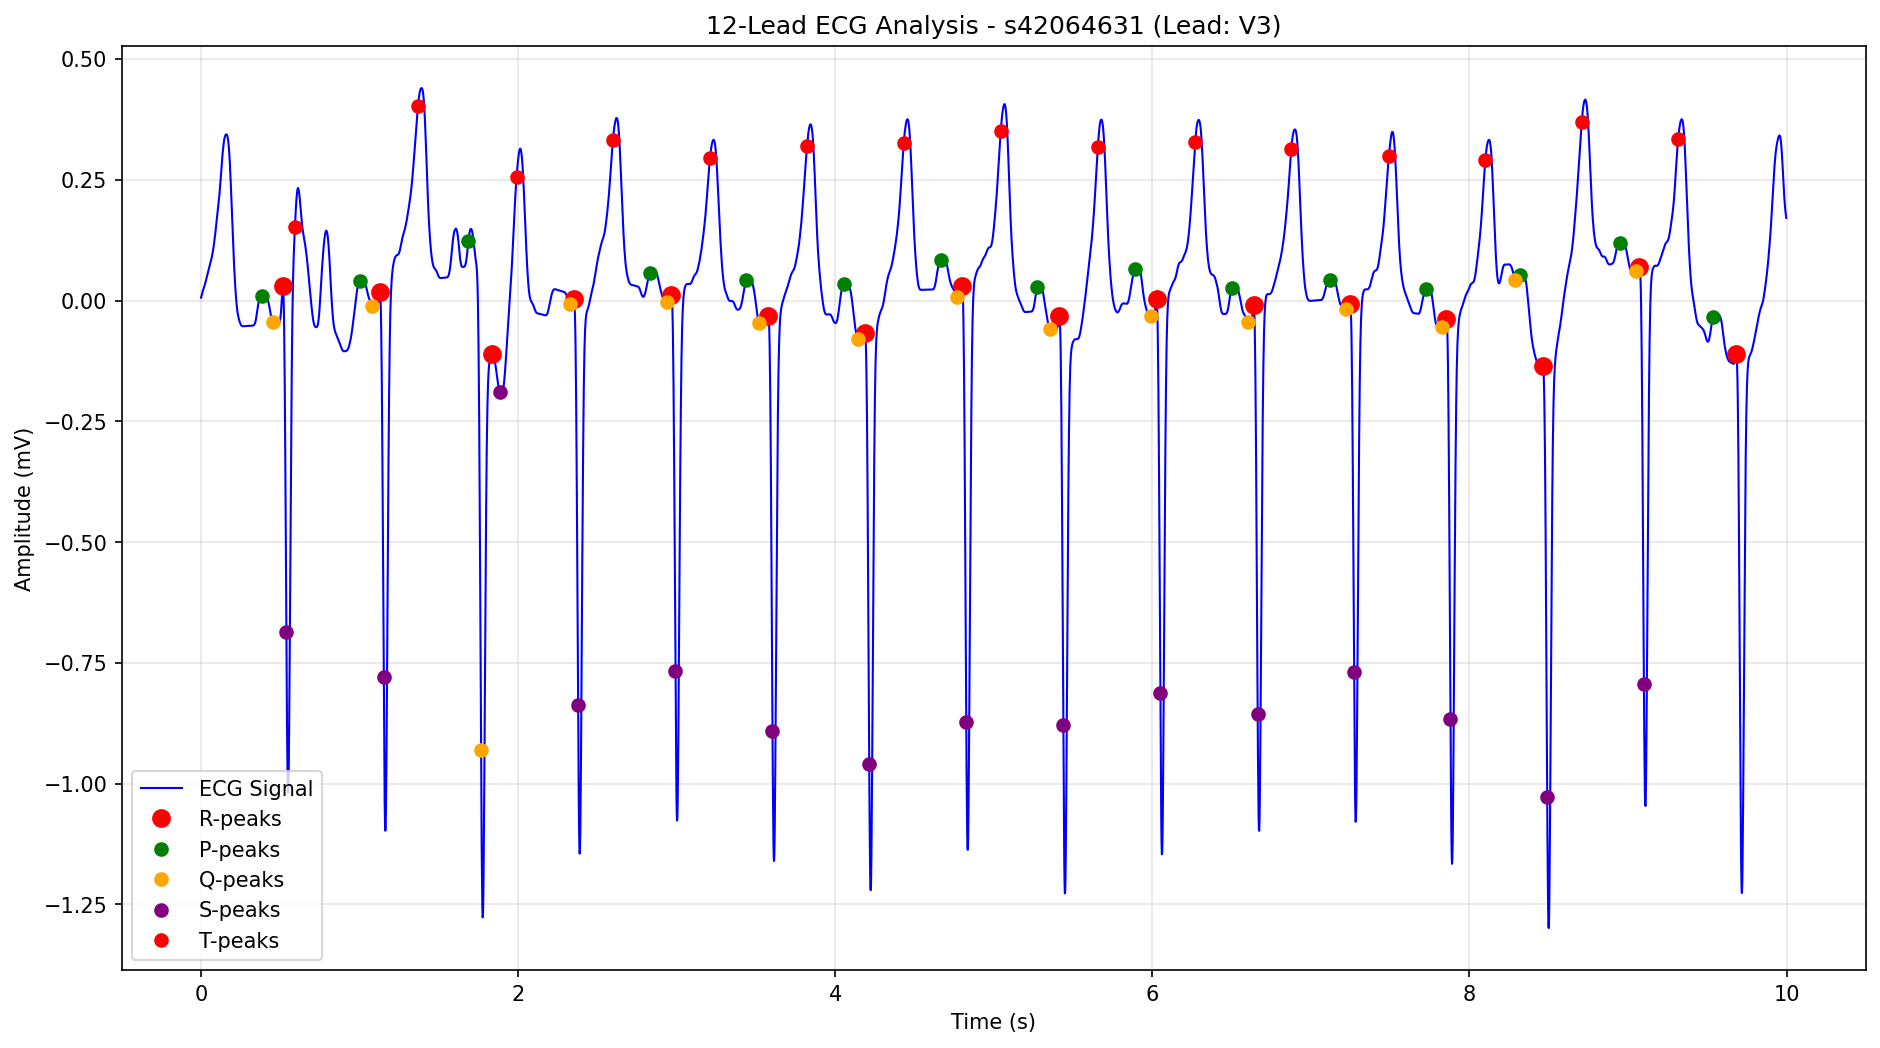 12-Lead ECG Analysis - s42064631 (Lead: V3)
0.50
0.25
0.00
−0.25
−0.50
−0.75
−1.00
−1.25
Amplitude (mV)
ECG Signal
R-peaks
P-peaks
Q-peaks
S-peaks
T-peaks
0 2 4 6 8 10
Time (s)